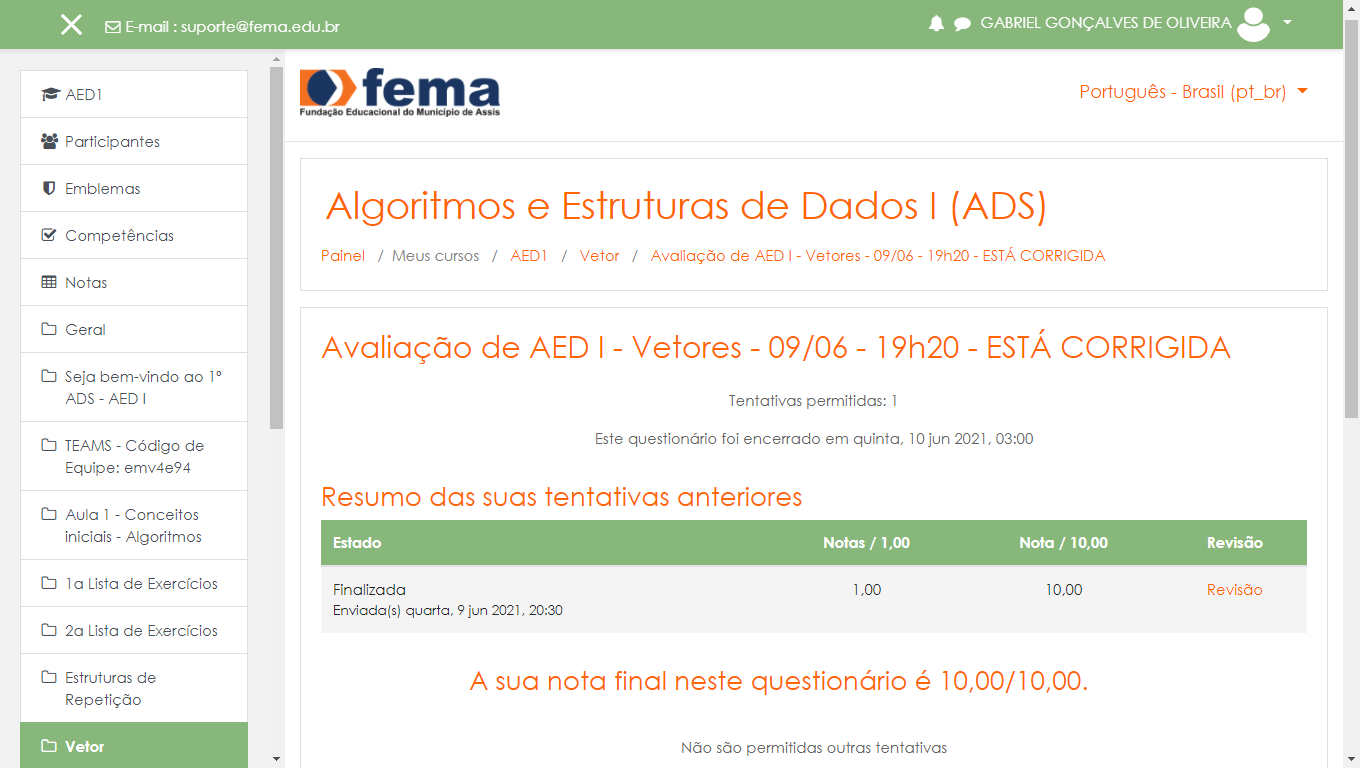 E-mail : suporte@fema.edu.br
GABRIEL GONÇALVES DE OLIVEIRA
AED1
Participantes
Emblemas
Competências
Notas
Geral
Seja bem-vindo ao 1º
ADS - AED I
TEAMS - Código de
Equipe: emv4e94
Aula 1 - Conceitos
iniciais - Algoritmos
1a Lista de Exercícios
2a Lista de Exercícios
Estruturas de
Repetição
Vetor
fema
Fundação Educacional do Município de Assis
Português - Brasil (pt_br)
Algoritmos e Estruturas de Dados I (ADS)
Painel / Meus cursos / AED1 / Vetor / Avaliação de AED I - Vetores - 09/06 - 19h20 - ESTÁ CORRIGIDA
Avaliação de AED I - Vetores - 09/06 - 19h20 - ESTÁ CORRIGIDA
Tentativas permitidas: 1
Este questionário foi encerrado em quinta, 10 jun 2021, 03:00
Resumo das suas tentativas anteriores
Estado Notas / 1,00 Nota / 10,00 Revisão
Finalizada 1,00 10,00 Revisão
Enviada(s) quarta, 9 jun 2021, 20:30
A sua nota final neste questionário é 10,00/10,00.
Não são permitidas outras tentativas